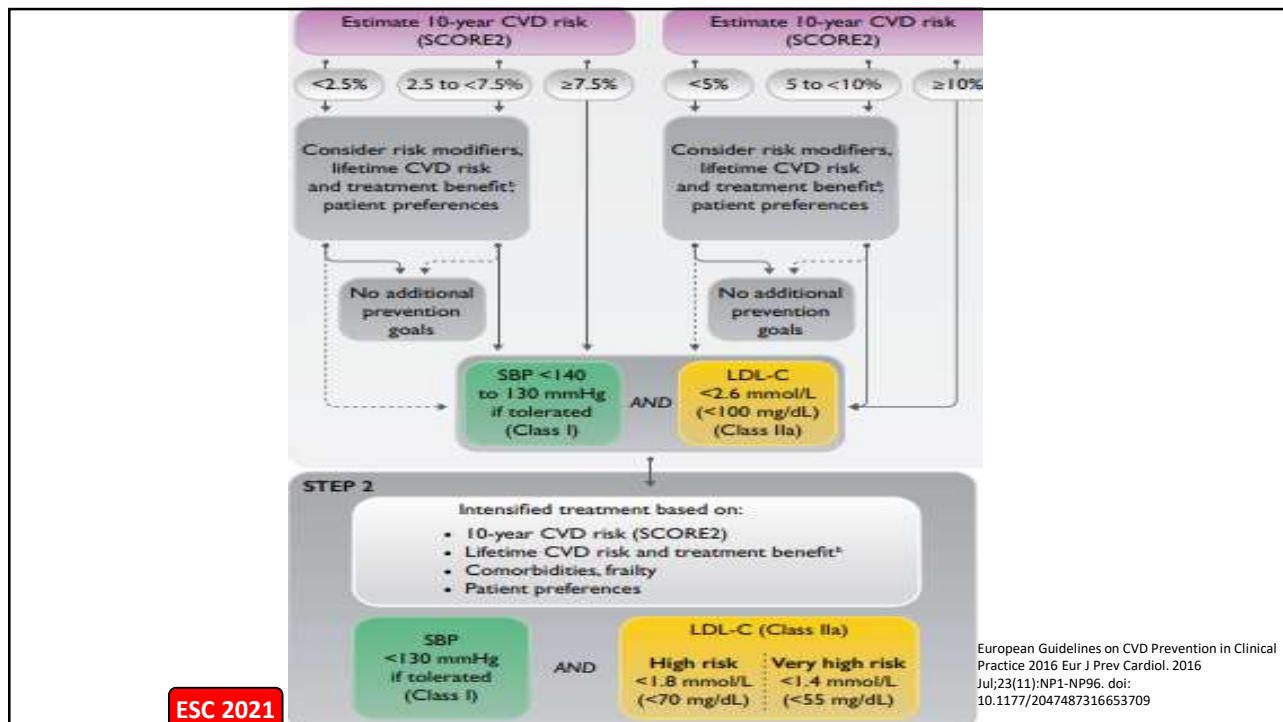 Estimate 10-year CVD risk
(SCORE2)
<2.5%
2.5 to <7.5%
≥7.5%
Consider risk modifiers,
lifetime CVD risk
and treatment benefitᵇ,
patient preferences
No additional
prevention
goals
Estimate 10-year CVD risk
(SCORE2)
<5%
5 to <10%
≥10%
Consider risk modifiers,
lifetime CVD risk
and treatment benefitᵇ,
patient preferences
No additional
prevention
goals
SBP <140
to 130 mmHg
if tolerated
(Class I)
AND
LDL-C
<2.6 mmol/L
(<100 mg/dL)
(Class IIa)
STEP 2
Intensified treatment based on:
• 10-year CVD risk (SCORE2)
• Lifetime CVD risk and treatment benefitᵇ
• Comorbidities, frailty
• Patient preferences
SBP
<130 mmHg
if tolerated
(Class I)
AND
LDL-C (Class IIa)
High risk
<1.8 mmol/L
(<70 mg/dL)
Very high risk
<1.4 mmol/L
(<55 mg/dL)
ESC 2021
European Guidelines on CVD Prevention in Clinical
Practice 2016 Eur J Prev Cardiol. 2016
Jul;23(11):NP1-NP96. doi:
10.1177/2047487316653709